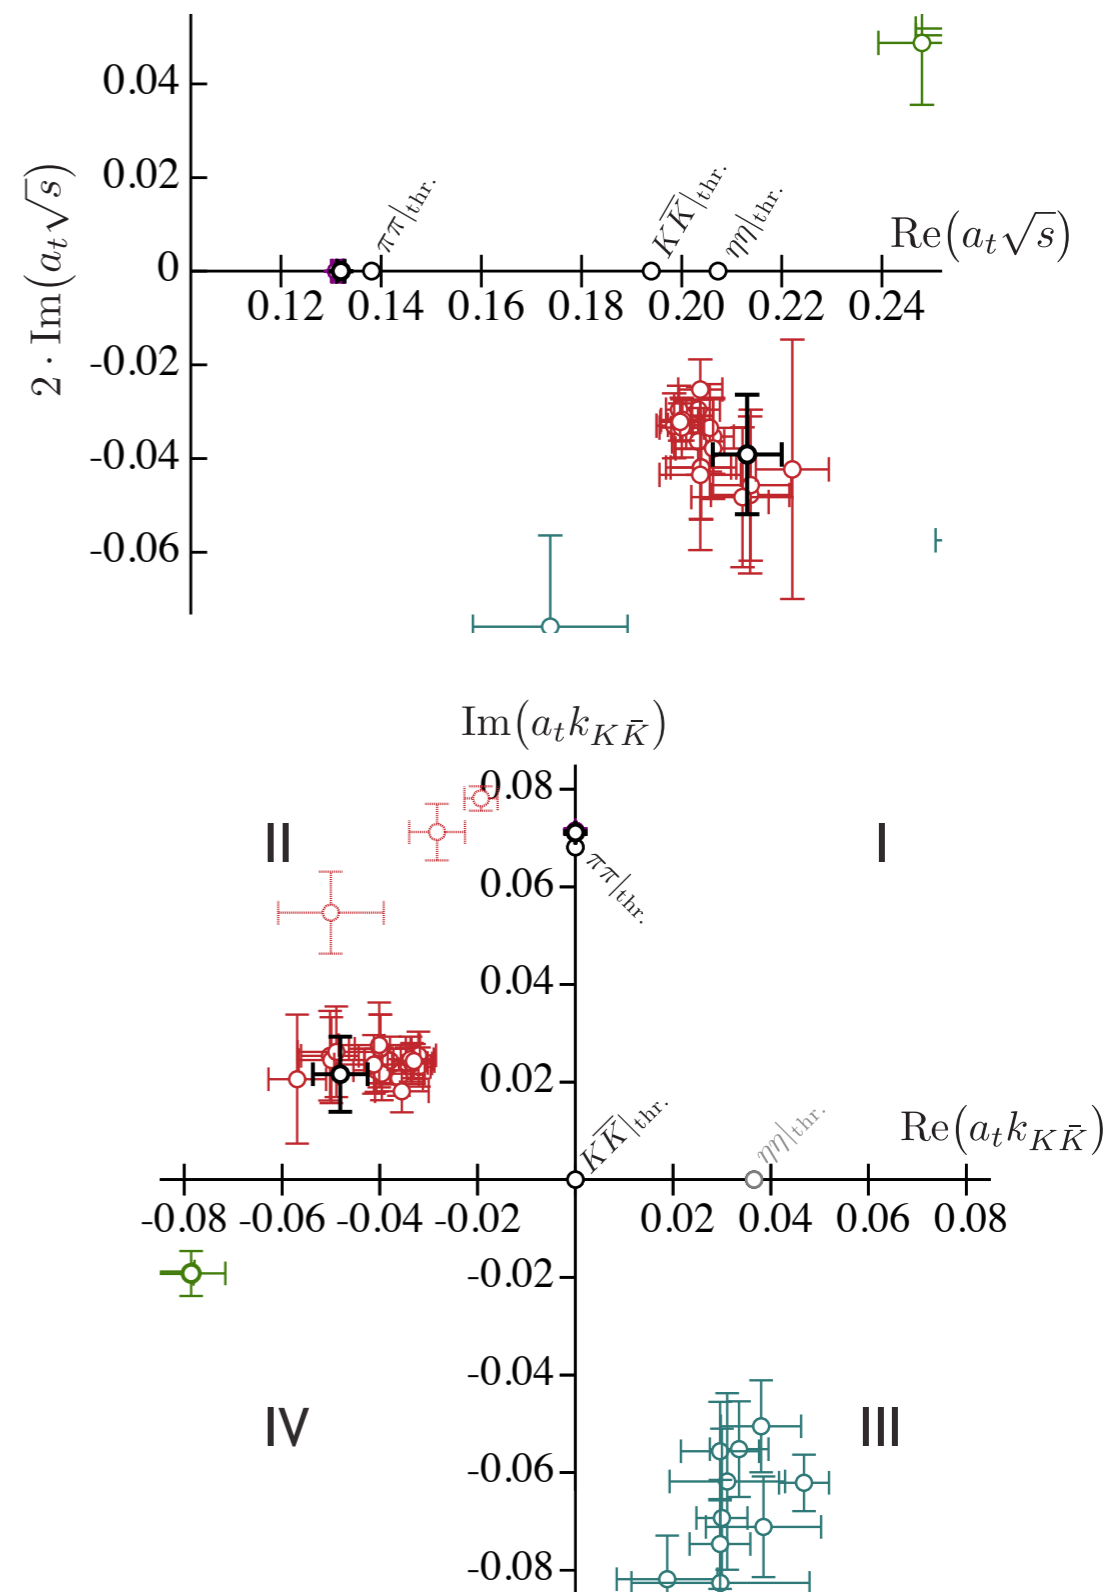 0.04
0.02
0
-0.02
-0.04
-0.06
2 · Im(a_t√s)
ππ|thr.
KK̅|thr.
ηη|thr.
Re(a_t√s)
0.12 0.14 0.16 0.18 0.20 0.22 0.24
Im(a_t k_{KK̄})
0.08
II
I
ππ|thr.
0.06
0.04
0.02
KK̅|thr.
ηη|thr.
Re(a_t k_{KK̄})
-0.08 -0.06 -0.04 -0.02 0.02 0.04 0.06 0.08
-0.02
-0.04
IV
III
-0.06
-0.08